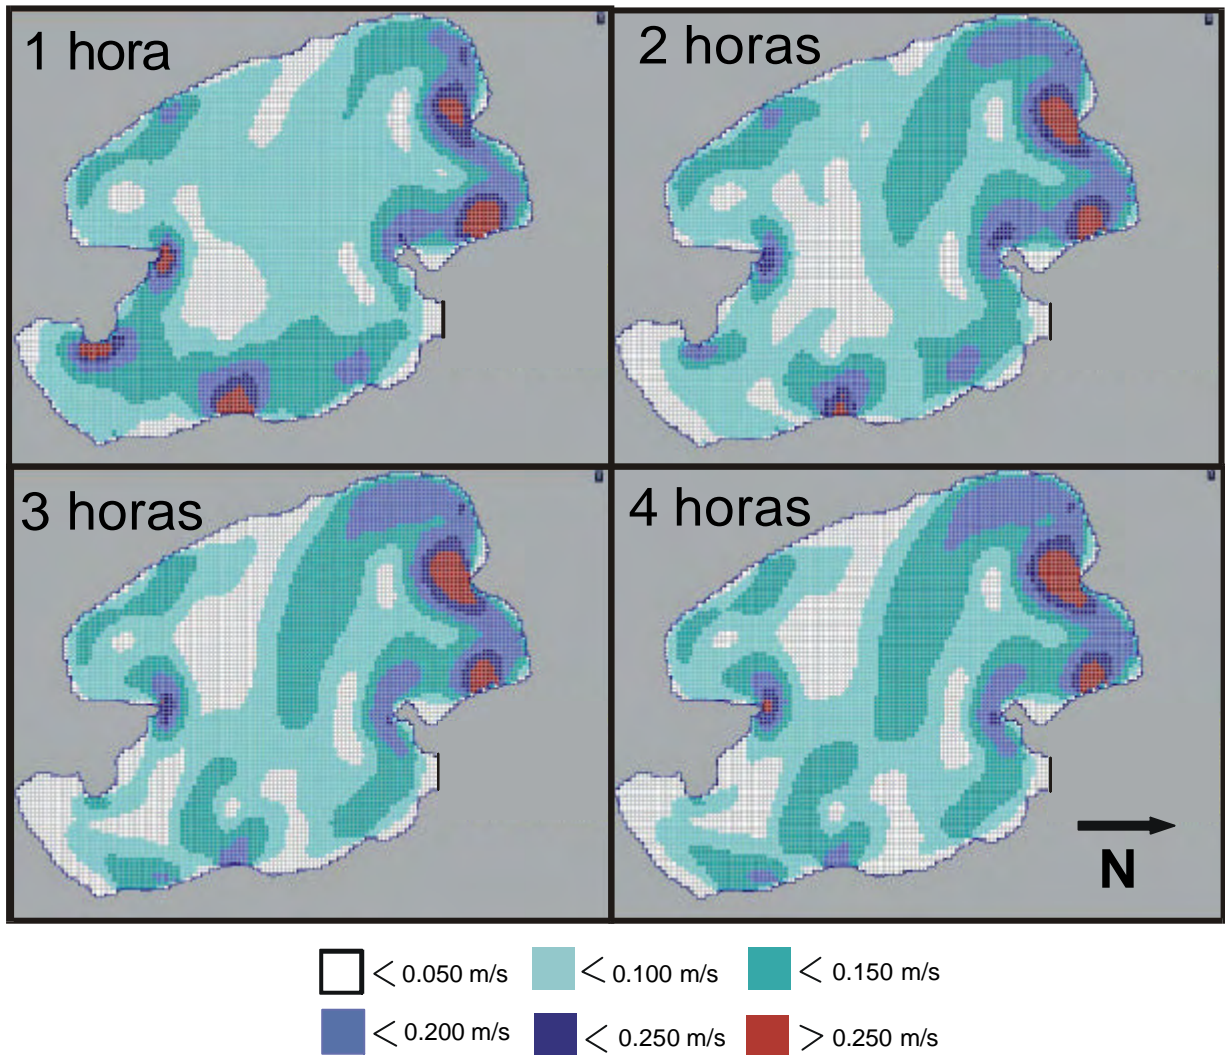 1 hora
2 horas
3 horas
4 horas
N
< 0.050 m/s
< 0.100 m/s
< 0.150 m/s
< 0.200 m/s
< 0.250 m/s
> 0.250 m/s